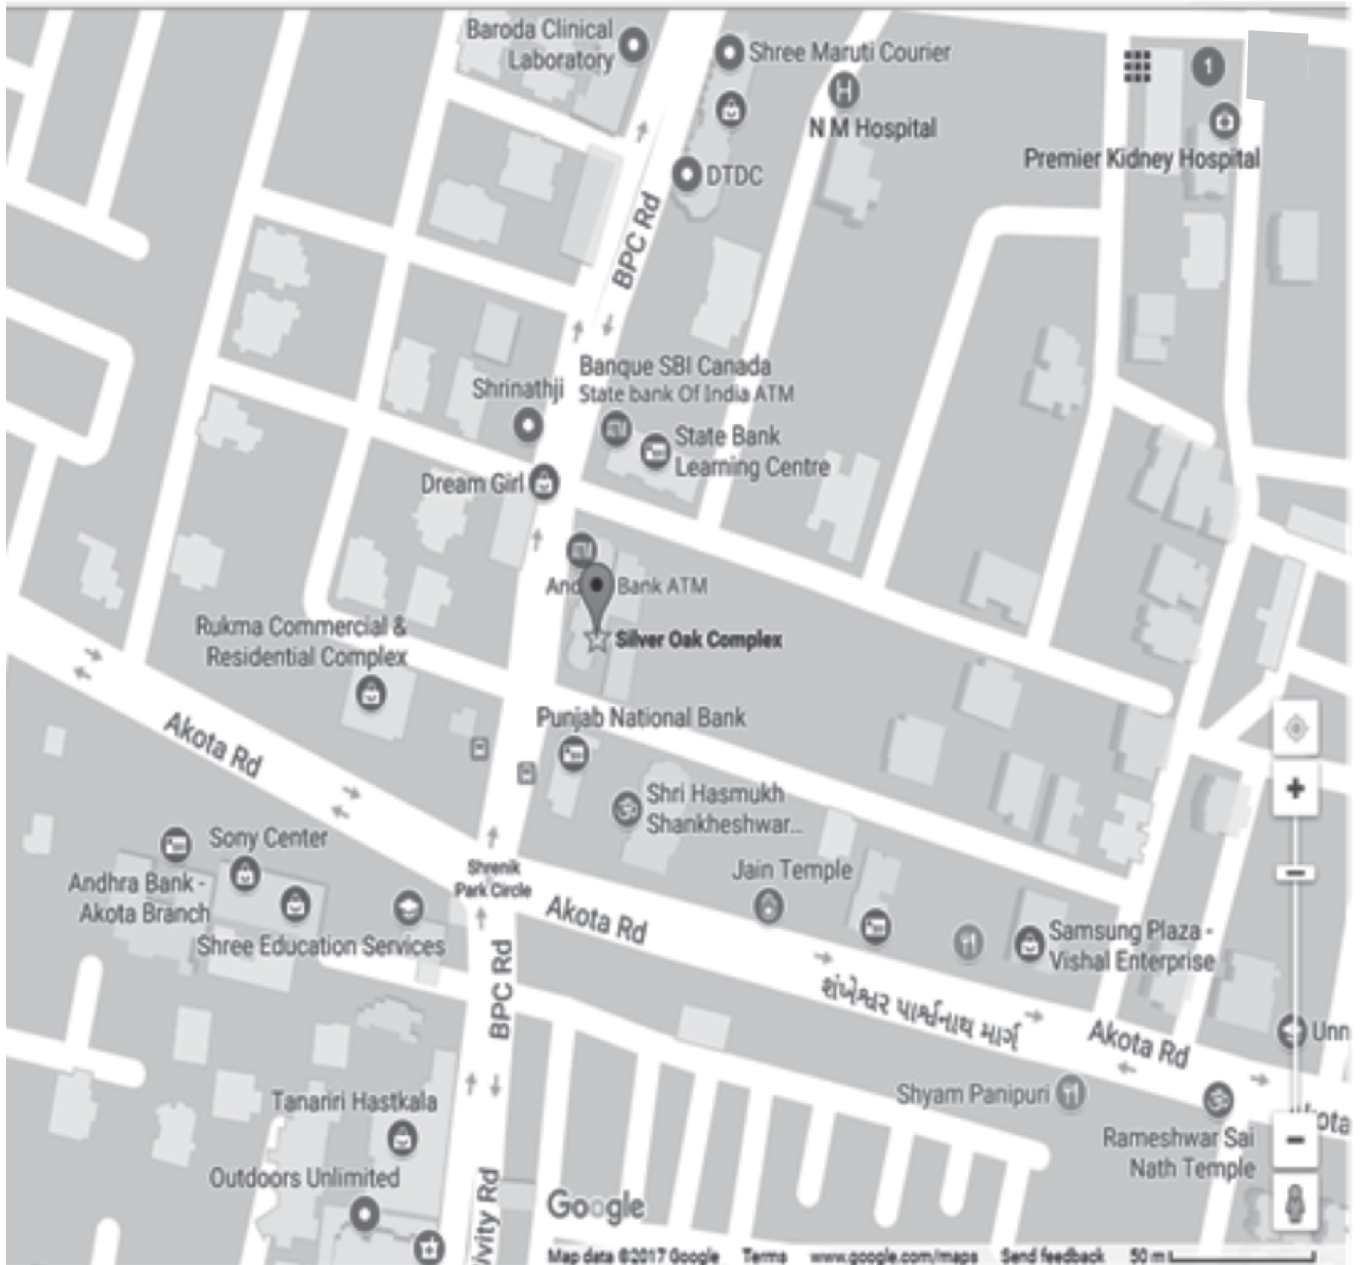 Baroda Clinical
Laboratory
Shree Maruti Courier
1
H
N M Hospital
Premier Kidney Hospital
DTDC
BPC Rd
Banque SBI Canada
State bank Of India ATM
Shrinathji
State Bank
Learning Centre
Dream Girl
Bank ATM
Silver Oak Complex
Rukma Commercial &
Residential Complex
Akota Rd
Punjab National Bank
Shri Hasmukh
Shankheshwar...
Sony Center
Shrenik
Park Circle
Jain Temple
Andhra Bank -
Akota Branch
Shree Education Services
Akota Rd
Samsung Plaza -
Vishal Enterprise
BPC Rd
શંખેશ્વર પાર્શ્વનાથ માર્ગ
Akota Rd
Unn
Shyam Panipuri
Tanariri Hastkala
Rameshwar Sai
Nath Temple
Outdoors Unlimited
Google
Map data ©2017 Google Terms www.google.com/maps Send feedback 50 m